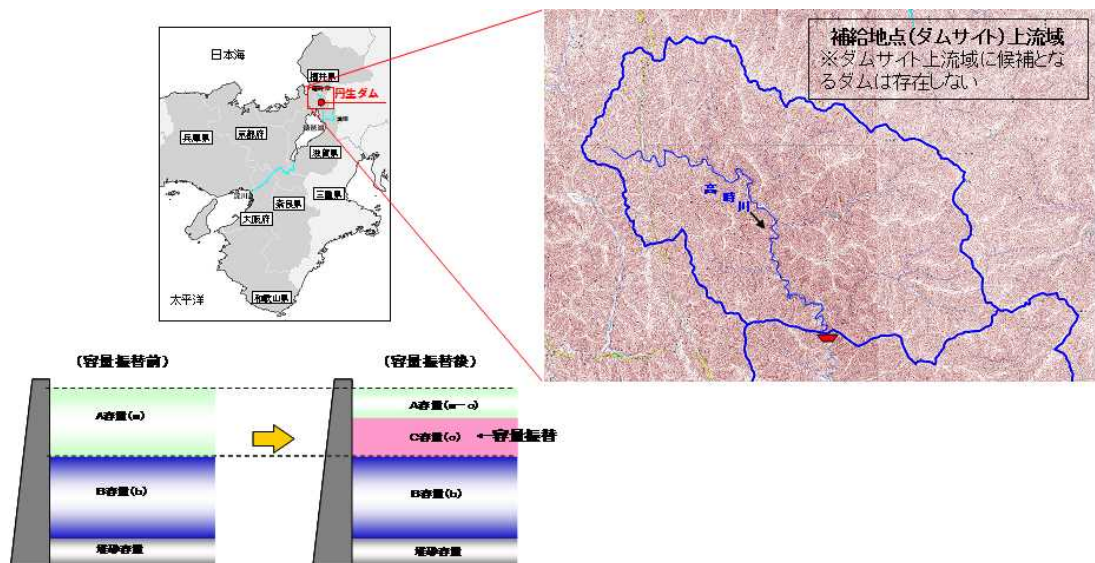 日本海
福井県
丹生ダム
兵庫県
京都府
滋賀県
三重県
大阪府
奈良県
和歌山県
太平洋
補給地点(ダムサイト)上流域
※ダムサイト上流域に候補とな
るダムは存在しない
高時川
(容量振替前)
A容量(a)
B容量(b)
堆砂容量
(容量振替後)
A容量(a-c)
C容量(c)
←容量振替
B容量(b)
堆砂容量